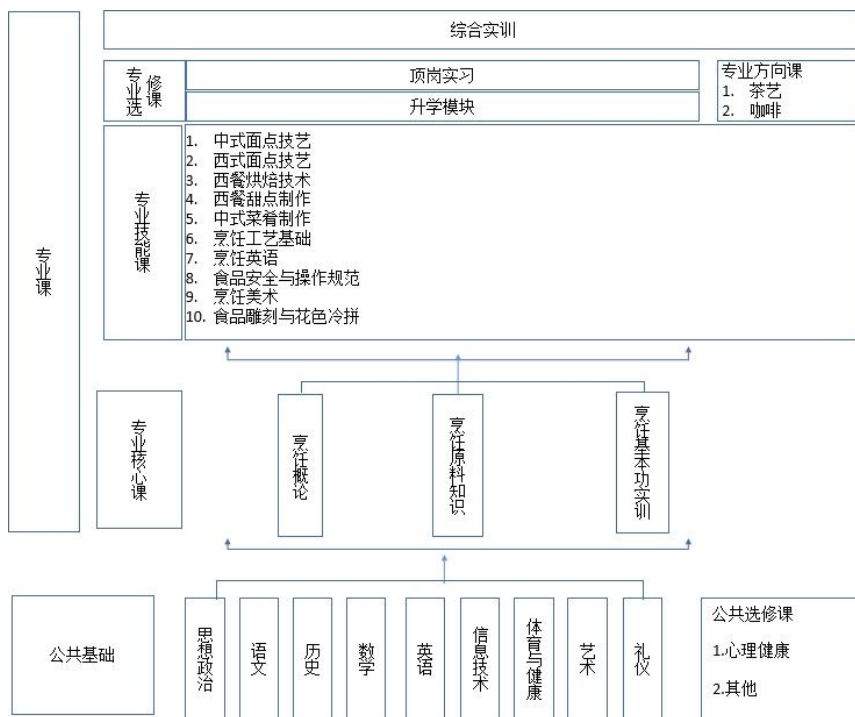 综合实训
专业选修课
顶岗实习
升学模块
专业方向课
1. 茶艺
2. 咖啡
专业课
专业技能课
1. 中式面点技艺
2. 西式面点技艺
3. 西餐烘焙技术
4. 西餐甜点制作
5. 中式菜肴制作
6. 烹饪工艺基础
7. 烹饪英语
8. 食品安全与操作规范
9. 烹饪美术
10. 食品雕刻与花色冷拼
专业核心课
烹饪概论
烹饪原料知识
烹饪基本功实训
公共基础
思想政治
语文
历史
数学
英语
信息技术
体育与健康
艺术
礼仪
公共选修课
1.心理健康
2.其他